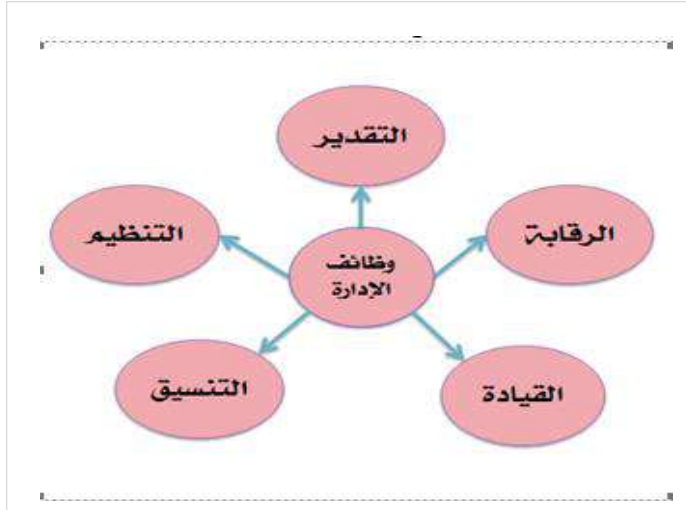 التقدير
الرقابة
التنظيم
وظائف
الإدارة
التنسيق
القيادة